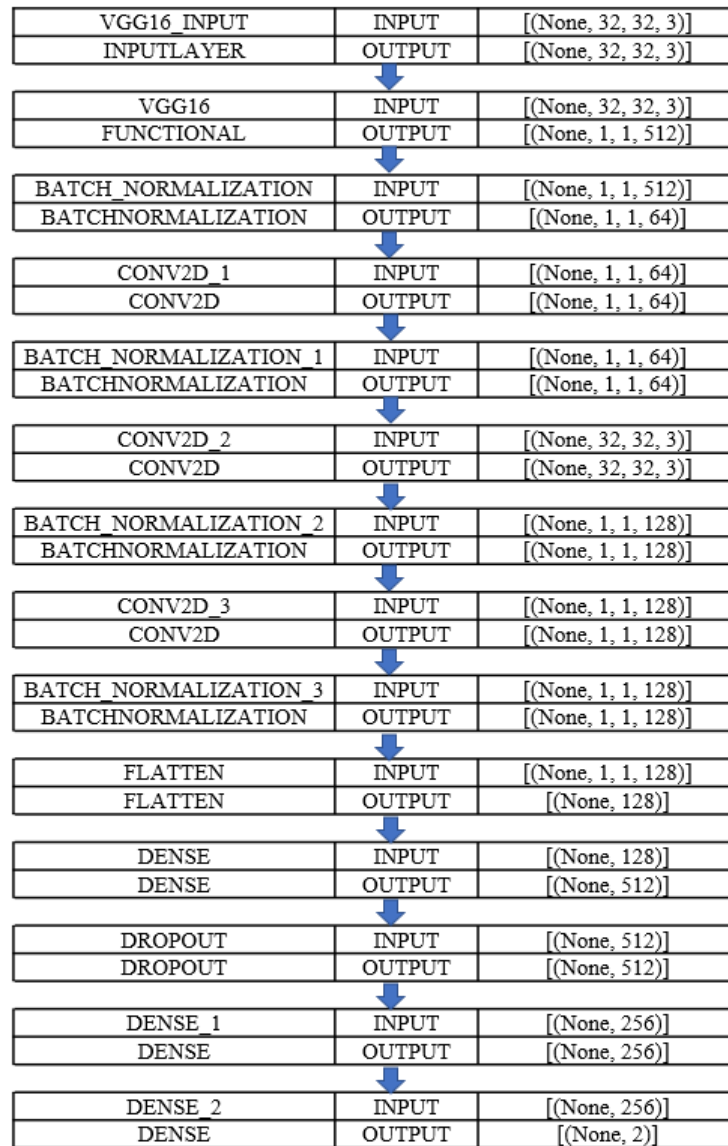 VGG16_INPUT INPUT [(None, 32, 32, 3)]
INPUTLAYER OUTPUT [(None, 32, 32, 3)]
VGG16 INPUT [(None, 32, 32, 3)]
FUNCTIONAL OUTPUT [(None, 1, 1, 512)]
BATCH_NORMALIZATION INPUT [(None, 1, 1, 512)]
BATCHNORMALIZATION OUTPUT [(None, 1, 1, 64)]
CONV2D_1 INPUT [(None, 1, 1, 64)]
CONV2D OUTPUT [(None, 1, 1, 64)]
BATCH_NORMALIZATION_1 INPUT [(None, 1, 1, 64)]
BATCHNORMALIZATION OUTPUT [(None, 1, 1, 64)]
CONV2D_2 INPUT [(None, 32, 32, 3)]
CONV2D OUTPUT [(None, 32, 32, 3)]
BATCH_NORMALIZATION_2 INPUT [(None, 1, 1, 128)]
BATCHNORMALIZATION OUTPUT [(None, 1, 1, 128)]
CONV2D_3 INPUT [(None, 1, 1, 128)]
CONV2D OUTPUT [(None, 1, 1, 128)]
BATCH_NORMALIZATION_3 INPUT [(None, 1, 1, 128)]
BATCHNORMALIZATION OUTPUT [(None, 1, 1, 128)]
FLATTEN INPUT [(None, 1, 1, 128)]
FLATTEN OUTPUT [(None, 128)]
DENSE INPUT [(None, 128)]
DENSE OUTPUT [(None, 512)]
DROPOUT INPUT [(None, 512)]
DROPOUT OUTPUT [(None, 512)]
DENSE_1 INPUT [(None, 256)]
DENSE OUTPUT [(None, 256)]
DENSE_2 INPUT [(None, 256)]
DENSE OUTPUT [(None, 2)]